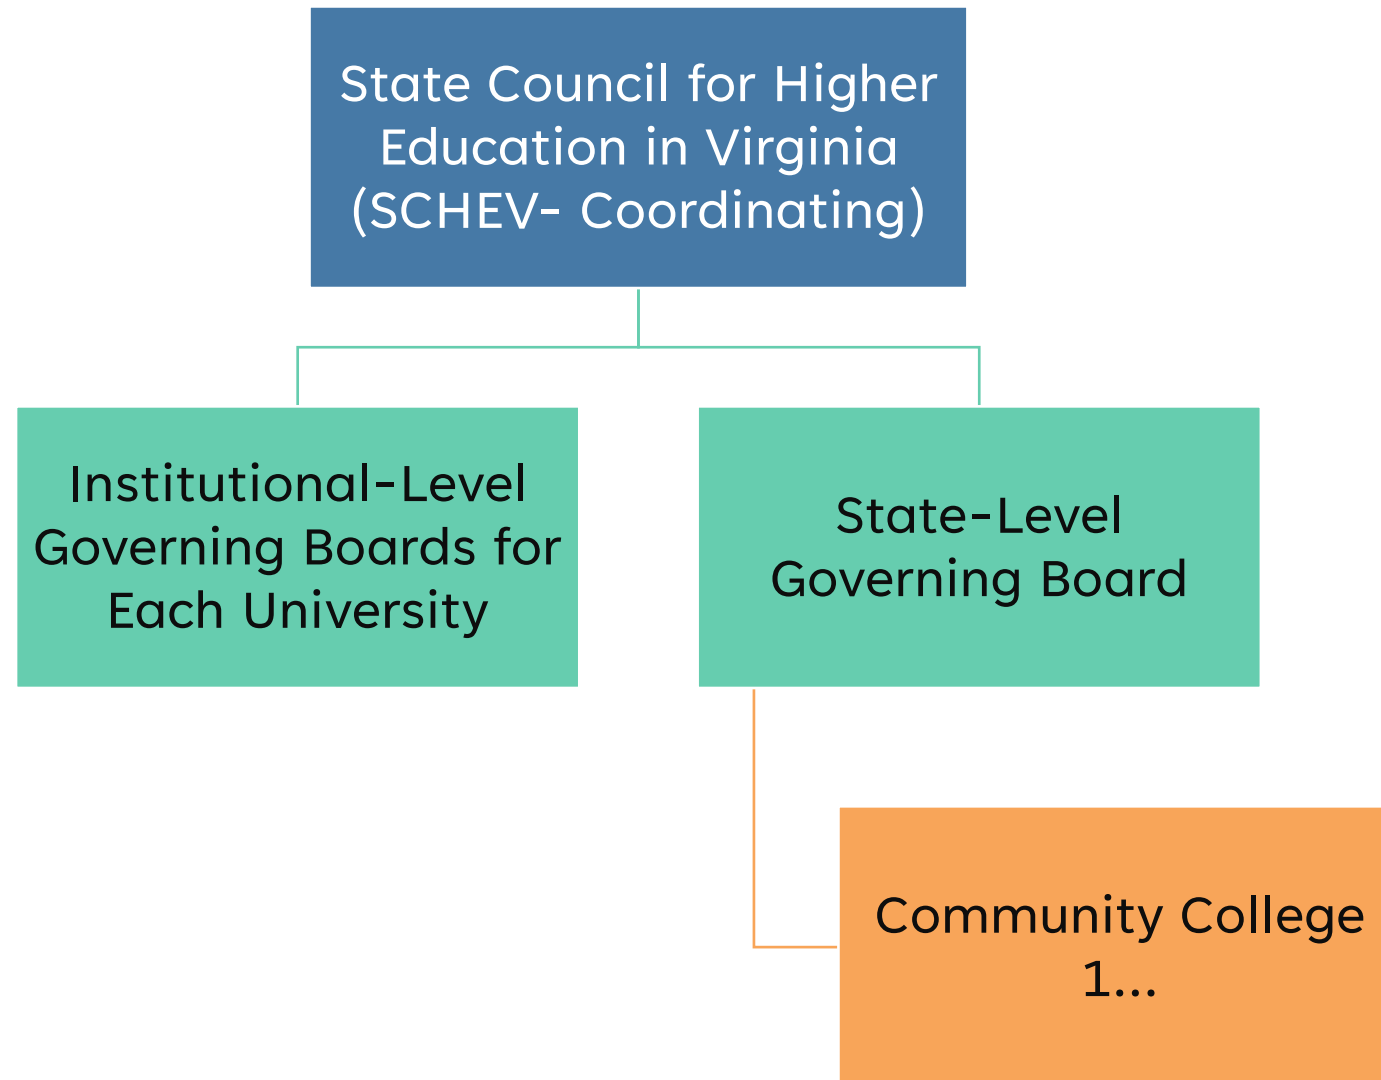 State Council for Higher
Education in Virginia
(SCHEV- Coordinating)
Institutional-Level
Governing Boards for
Each University
State-Level
Governing Board
Community College
1...